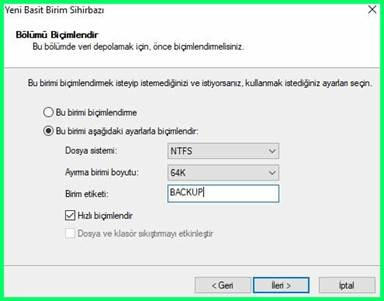 Yeni Basit Birim Sihirbazı
Bölümü Biçimlendir
Bu bölümde veri depolamak için, önce biçimlendirmelisiniz.
Bu birimi biçimlendirmek isteyip istemediğinizi ve istiyorsanız, kullanmak istediğiniz ayarları seçin.
Bu birimi biçimlendirme
Bu birimi aşağıdaki ayarlarla biçimlendir:
Dosya sistemi: NTFS
Ayırma birimi boyutu: 64K
Birim etiketi: BACKUP
Hızlı biçimlendir
Dosya ve klasör sıkıştırmayı etkinleştir
< Geri İleri > İptal